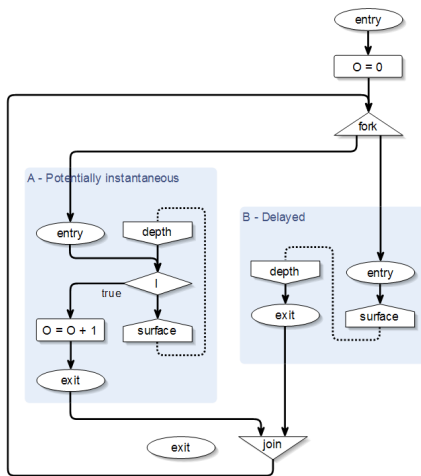 entry
O = 0
fork
A - Potentially instantaneous
entry
depth
I
true
O = O + 1
surface
exit
B - Delayed
depth
entry
exit
surface
exit
join